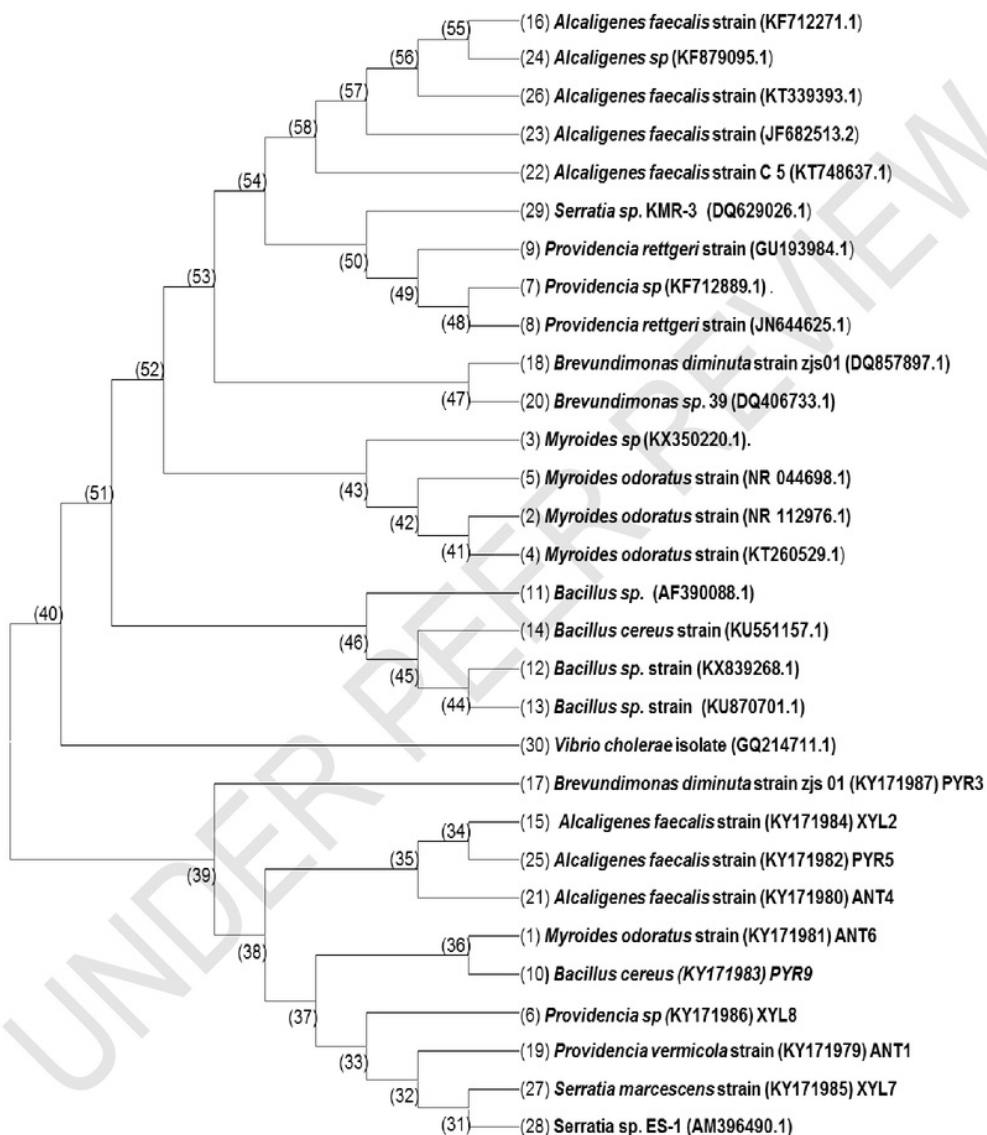 (16) Alcaligenes faecalis strain (KF712271.1)
(55)
(24) Alcaligenes sp (KF879095.1)
(56)
(26) Alcaligenes faecalis strain (KT339393.1)
(57)
(23) Alcaligenes faecalis strain (JF682513.2)
(58)
(22) Alcaligenes faecalis strain C 5 (KT748637.1)
(54)
(29) Serratia sp. KMR-3 (DQ629026.1)
(9) Providencia rettgeri strain (GU193984.1)
(50)
(53)
(7) Providencia sp (KF712889.1) .
(49)
(48)
(8) Providencia rettgeri strain (JN644625.1)
(18) Brevundimonas diminuta strain zjs01 (DQ857897.1)
(52)
(47)
(20) Brevundimonas sp. 39 (DQ406733.1)
(3) Myroides sp (KX350220.1).
(5) Myroides odoratus strain (NR 044698.1)
(43)
(51)
(2) Myroides odoratus strain (NR 112976.1)
(42)
(41)
(4) Myroides odoratus strain (KT260529.1)
(11) Bacillus sp. (AF390088.1)
(40)
(14) Bacillus cereus strain (KU551157.1)
(46)
(12) Bacillus sp. strain (KX839268.1)
(45)
(44)
(13) Bacillus sp. strain (KU870701.1)
(30) Vibrio cholerae isolate (GQ214711.1)
(17) Brevundimonas diminuta strain zjs 01 (KY171987) PYR3
(15) Alcaligenes faecalis strain (KY171984) XYL2
(34)
(35)
(25) Alcaligenes faecalis strain (KY171982) PYR5
(39)
(21) Alcaligenes faecalis strain (KY171980) ANT4
(1) Myroides odoratus strain (KY171981) ANT6
(36)
(38)
(10) Bacillus cereus (KY171983) PYR9
(6) Providencia sp (KY171986) XYL8
(37)
(19) Providencia vermicola strain (KY171979) ANT1
(33)
(27) Serratia marcescens strain (KY171985) XYL7
(32)
(31)
(28) Serratia sp. ES-1 (AM396490.1)
UNDER PEER REVIEW